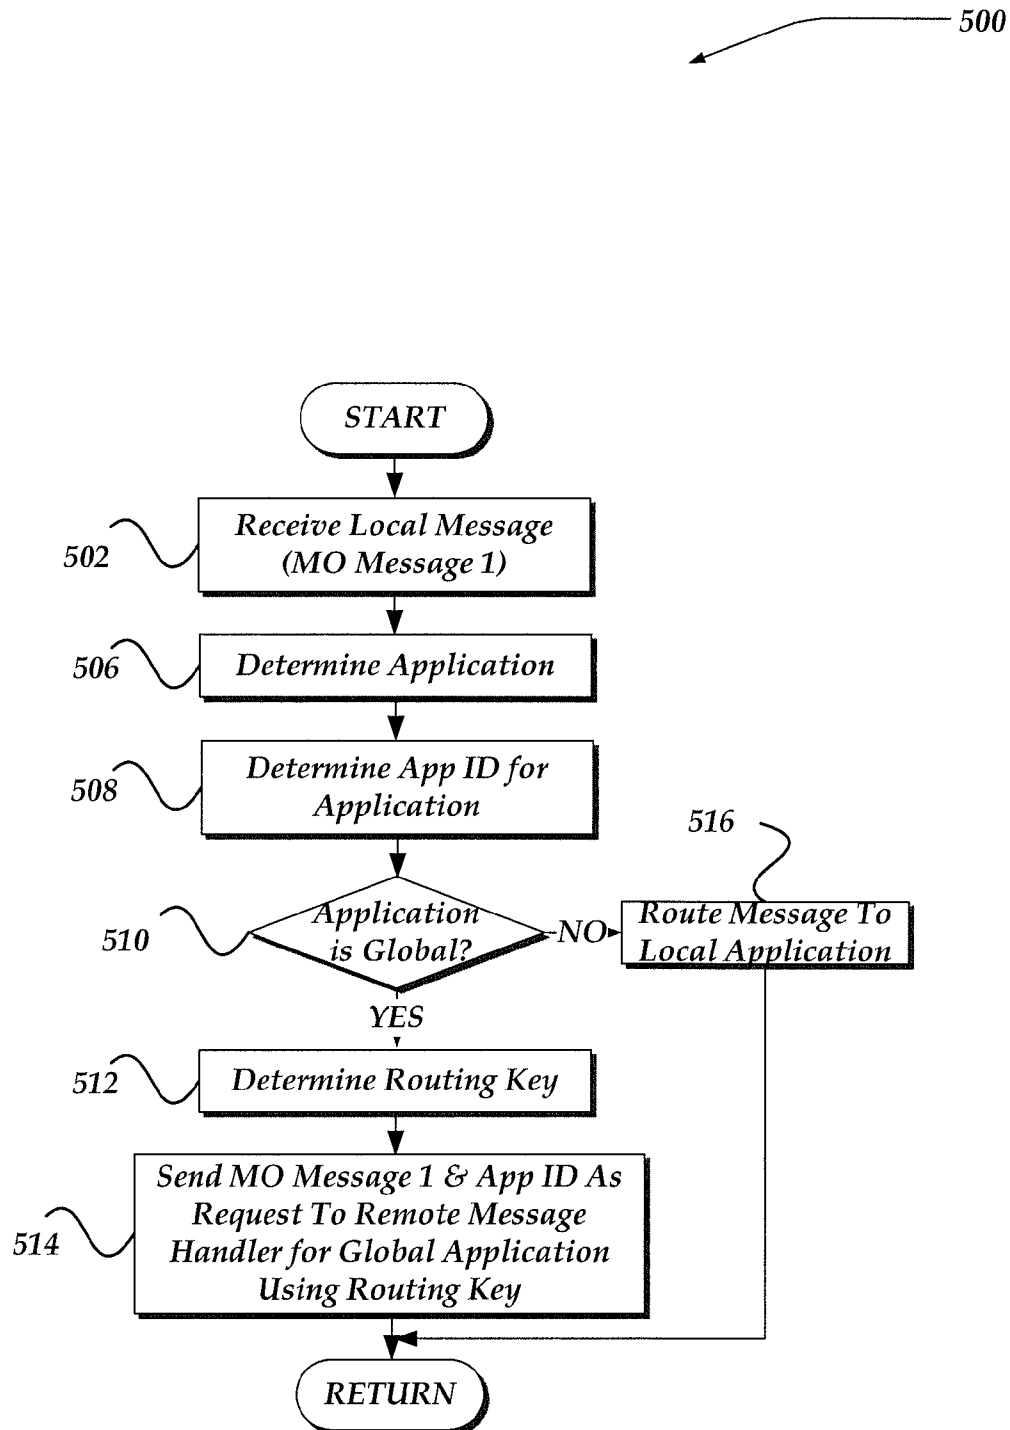 500
START
502
Receive Local Message
(MO Message 1)
506
Determine Application
508
Determine App ID for
Application
516
510
Application
is Global?
NO
Route Message To
Local Application
YES
512
Determine Routing Key
514
Send MO Message 1 & App ID As
Request To Remote Message
Handler for Global Application
Using Routing Key
RETURN